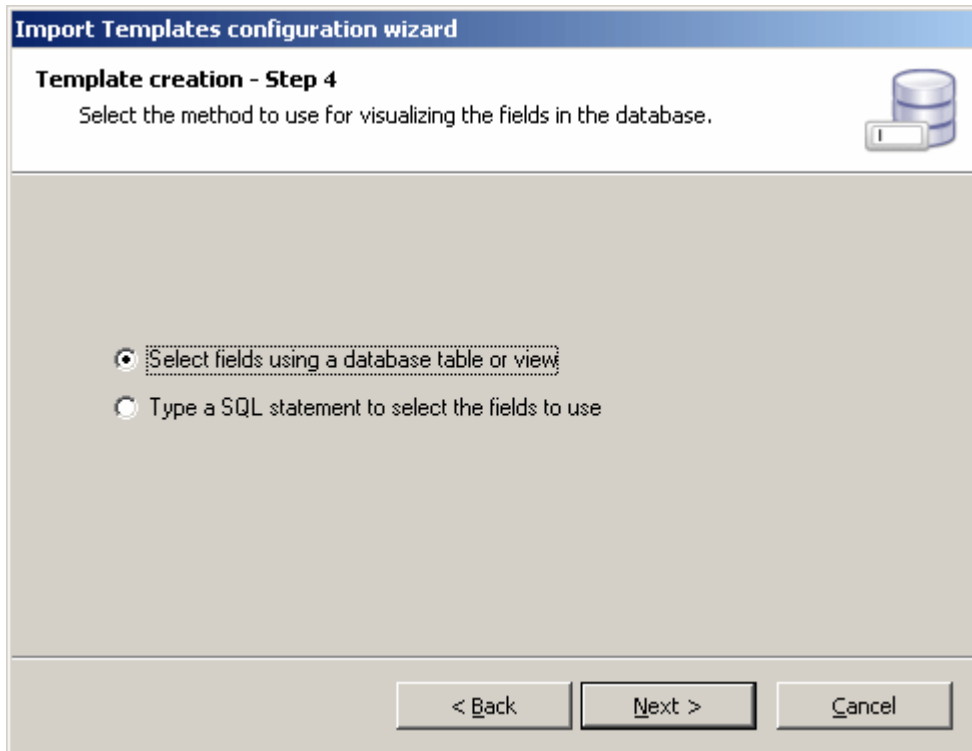 Import Templates configuration wizard
Template creation - Step 4
Select the method to use for visualizing the fields in the database.
Select fields using a database table or view
Type a SQL statement to select the fields to use
< Back
Next >
Cancel